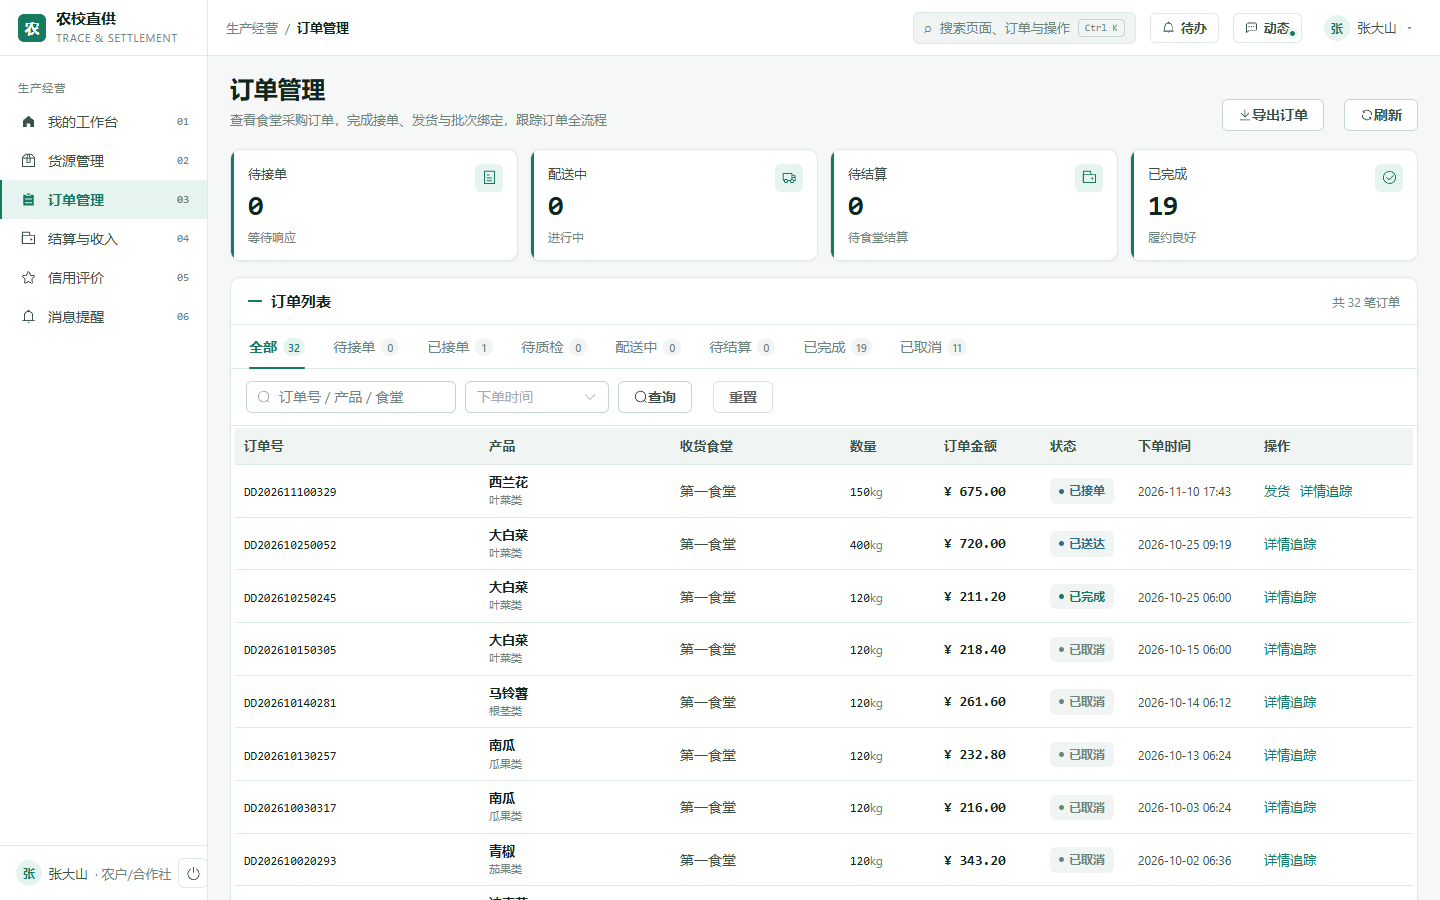 农
农校直供
TRACE & SETTLEMENT
生产经营 / 订单管理
搜索页面、订单与操作 Ctrl K
待办
动态
张 张大山
生产经营
我的工作台 01
货源管理 02
订单管理 03
结算与收入 04
信用评价 05
消息提醒 06
张 张大山 · 农户/合作社
订单管理
查看食堂采购订单，完成接单、发货与批次绑定，跟踪订单全流程
导出订单
刷新
待接单
0
等待响应
配送中
0
进行中
待结算
0
待食堂结算
已完成
19
履约良好
订单列表
共 32 笔订单
全部 32 待接单 0 已接单 1 待质检 0 配送中 0 待结算 0 已完成 19 已取消 11
订单号 / 产品 / 食堂 下单时间 查询 重置
订单号 产品 收货食堂 数量 订单金额 状态 下单时间 操作
DD202611100329 西兰花 叶菜类 第一食堂 150kg ¥ 675.00 已接单 2026-11-10 17:43 发货 详情追踪
DD202610250052 大白菜 叶菜类 第一食堂 400kg ¥ 720.00 已送达 2026-10-25 09:19 详情追踪
DD202610250245 大白菜 叶菜类 第一食堂 120kg ¥ 211.20 已完成 2026-10-25 06:00 详情追踪
DD202610150305 大白菜 叶菜类 第一食堂 120kg ¥ 218.40 已取消 2026-10-15 06:00 详情追踪
DD202610140281 马铃薯 根茎类 第一食堂 120kg ¥ 261.60 已取消 2026-10-14 06:12 详情追踪
DD202610130257 南瓜 瓜果类 第一食堂 120kg ¥ 232.80 已取消 2026-10-13 06:24 详情追踪
DD202610030317 南瓜 瓜果类 第一食堂 120kg ¥ 216.00 已取消 2026-10-03 06:24 详情追踪
DD202610020293 青椒 茄果类 第一食堂 120kg ¥ 343.20 已取消 2026-10-02 06:36 详情追踪